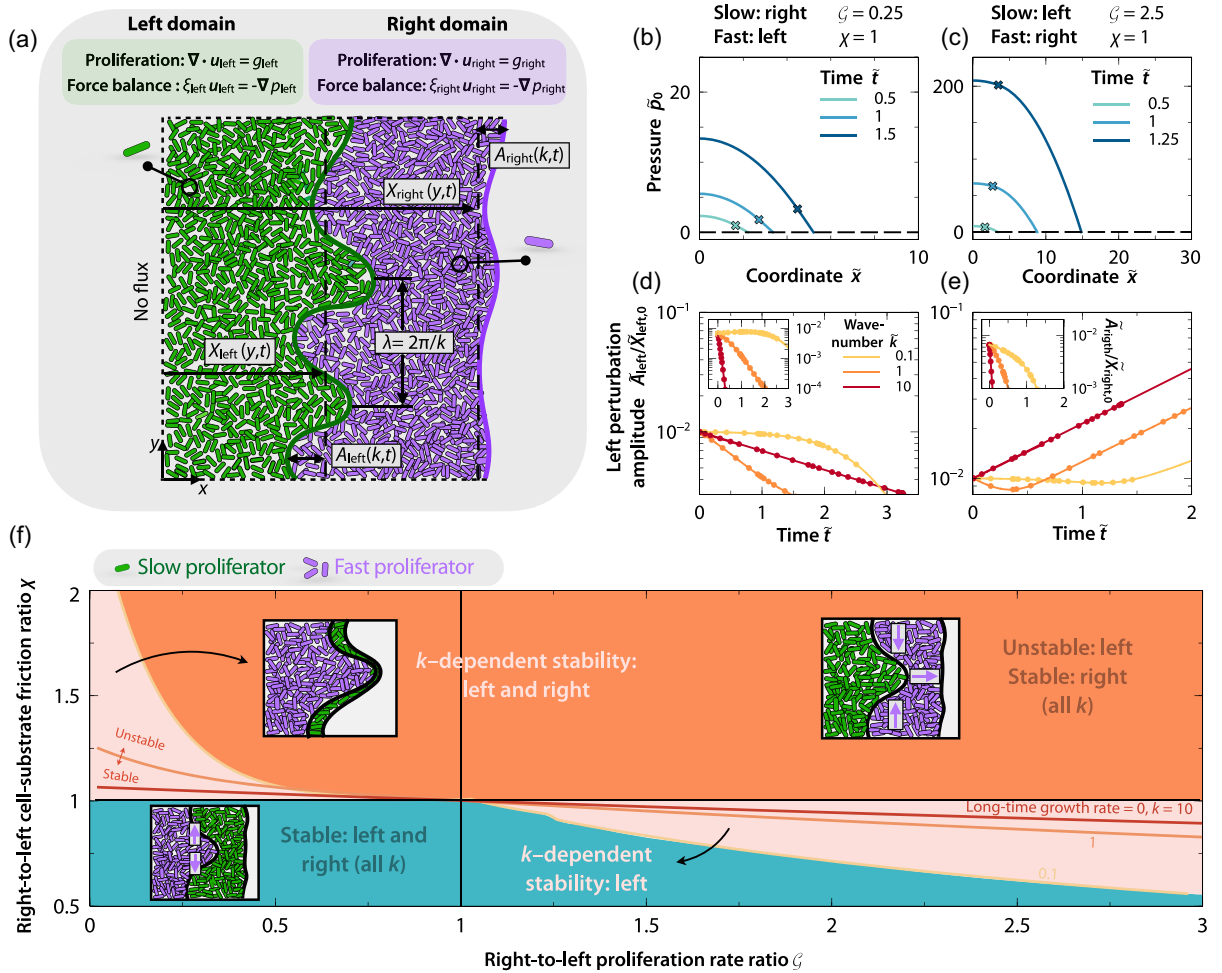 (a)
Left domain
Right domain
Proliferation: ∇ · u_left = g_left
Force balance : ξ_left u_left = -∇p_left
Proliferation: ∇ · u_right = g_right
Force balance: ξ_right u_right = -∇p_right
A_right(k,t)
X_right(y,t)
No flux
λ= 2π/k
X_left(y,t)
A_left(k,t)
y
x
Slow: right 𝒢 = 0.25
Fast: left χ = 1
(b)
Time t̃
0.5
1
1.5
20
0
Pressure p̃₀
0
10
Coordinate x̃
Slow: left 𝒢 = 2.5
Fast: right χ = 1
(c)
Time t̃
0.5
1
1.25
200
0
0 10 20 30
Coordinate x̃
(d)
10⁻¹
10⁻²
Left perturbation
amplitude Ã_left/X̃_left,0
10⁻²
10⁻³
10⁻⁴
0 1 2 3
Wave-
number k̃
0.1
1
10
0 1 2 3
Time t̃
(e)
10⁻¹
10⁻²
10⁻²
10⁻³
Ã_rigth/X̃_right,0
0 1 2
0 1 2
Time t̃
(f)
Slow proliferator
Fast proliferator
Right-to-left cell-substrate friction ratio χ
2
1.5
1
0.5
k–dependent stability:
left and right
Unstable: left
Stable: right
(all k)
Unstable
Stable
Stable: left and
right (all k)
k–dependent
stability: left
Long-time growth rate = 0, k = 10
1
0.1
0 0.5 1 1.5 2 2.5 3
Right-to-left proliferation rate ratio 𝒢